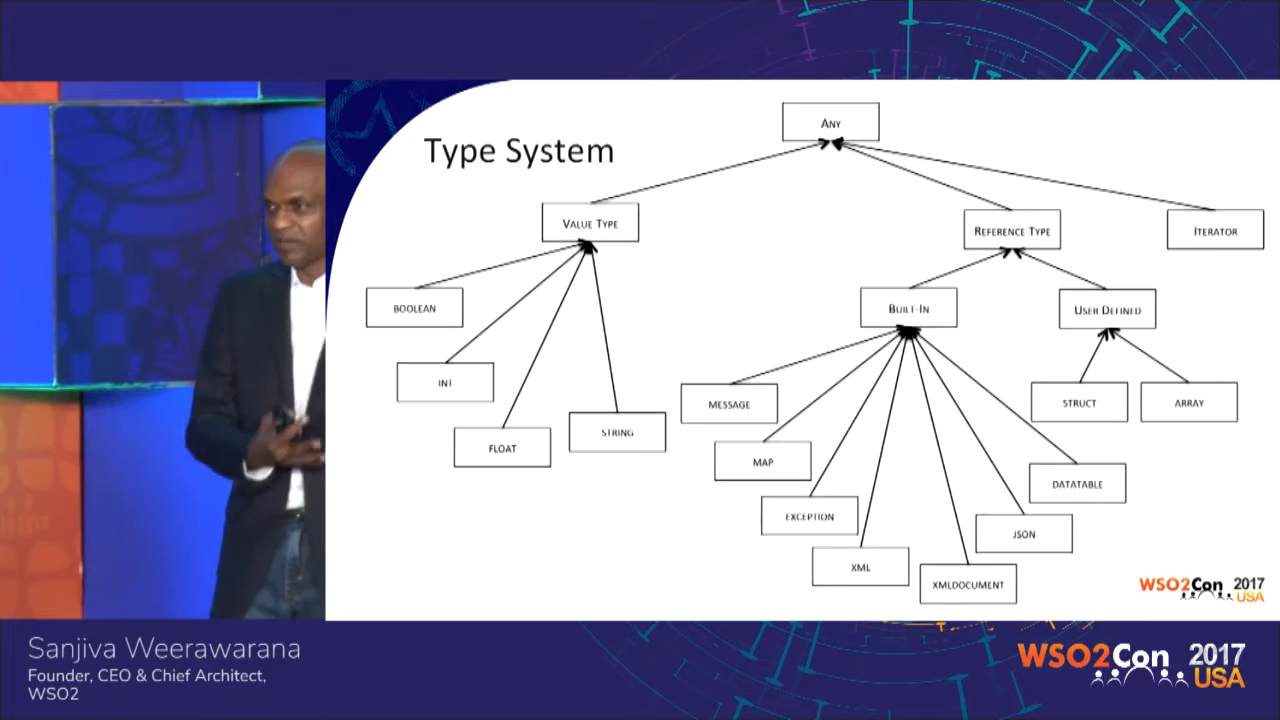 Type System
ANY
VALUE TYPE
REFERENCE TYPE
ITERATOR
BOOLEAN
BUILT-IN
USER DEFINED
INT
MESSAGE
STRUCT
ARRAY
FLOAT
STRING
MAP
DATATABLE
EXCEPTION
JSON
XML
XMLDOCUMENT
WSO2Con 2017
USA
Sanjiva Weerawarana
Founder, CEO & Chief Architect,
WSO2
WSO2Con 2017
USA